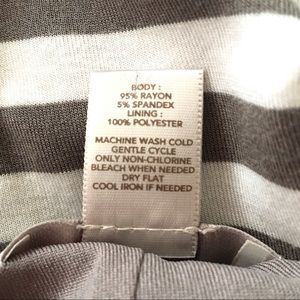 BODY :
95% RAYON
5% SPANDEX
LINING :
100% POLYESTER
MACHINE WASH COLD
GENTLE CYCLE
ONLY NON-CHLORINE
BLEACH WHEN NEEDED
DRY FLAT
COOL IRON IF NEEDED